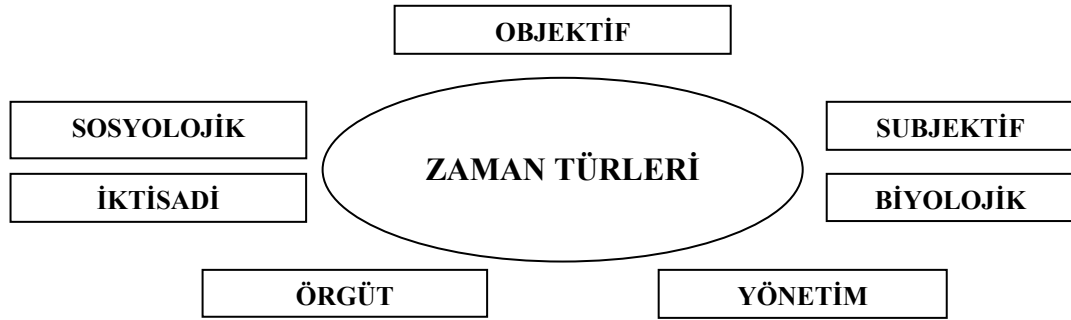 OBJEKTİF
SOSYOLOJİK
SUBJEKTİF
ZAMAN TÜRLERİ
İKTİSADİ
BİYOLOJİK
ÖRGÜT
YÖNETİM